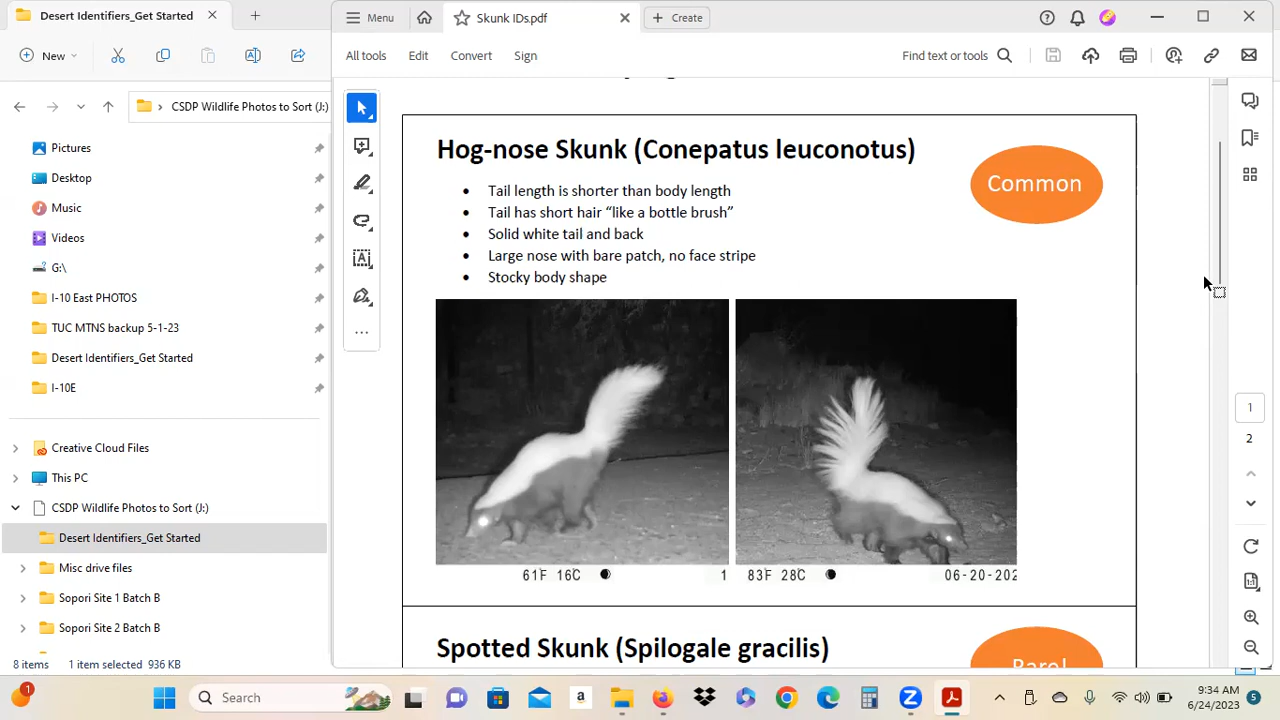 Desert Identifiers_Get Started
Menu
Skunk IDs.pdf
Create
New
All tools
Edit
Convert
Sign
Find text or tools
CSDP Wildlife Photos to Sort (J:)
Pictures
Desktop
Music
Videos
G:\
I-10 East PHOTOS
TUC MTNS backup 5-1-23
Desert Identifiers_Get Started
I-10E
Creative Cloud Files
This PC
CSDP Wildlife Photos to Sort (J:)
Desert Identifiers_Get Started
Misc drive files
Sopori Site 1 Batch B
Sopori Site 2 Batch B
8 items 1 item selected 936 KB
Hog-nose Skunk (Conepatus leuconotus)
Common
• Tail length is shorter than body length
• Tail has short hair “like a bottle brush”
• Solid white tail and back
• Large nose with bare patch, no face stripe
• Stocky body shape
61F 16C 1
83F 28C 06-20-202
Spotted Skunk (Spilogale gracilis)
Rare!
1
2
1
Search
a
9:34 AM
6/24/2023
5